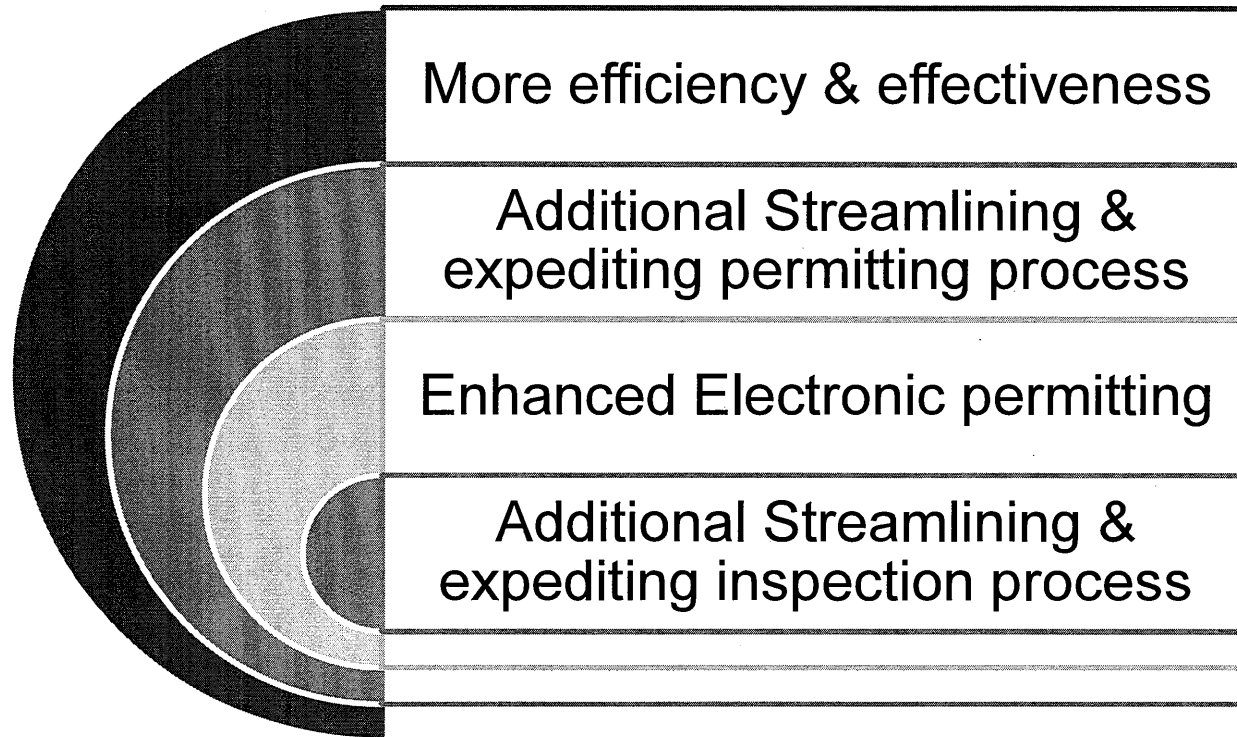 More efficiency & effectiveness
Additional Streamlining &
expediting permitting process
Enhanced Electronic permitting
Additional Streamlining &
expediting inspection process